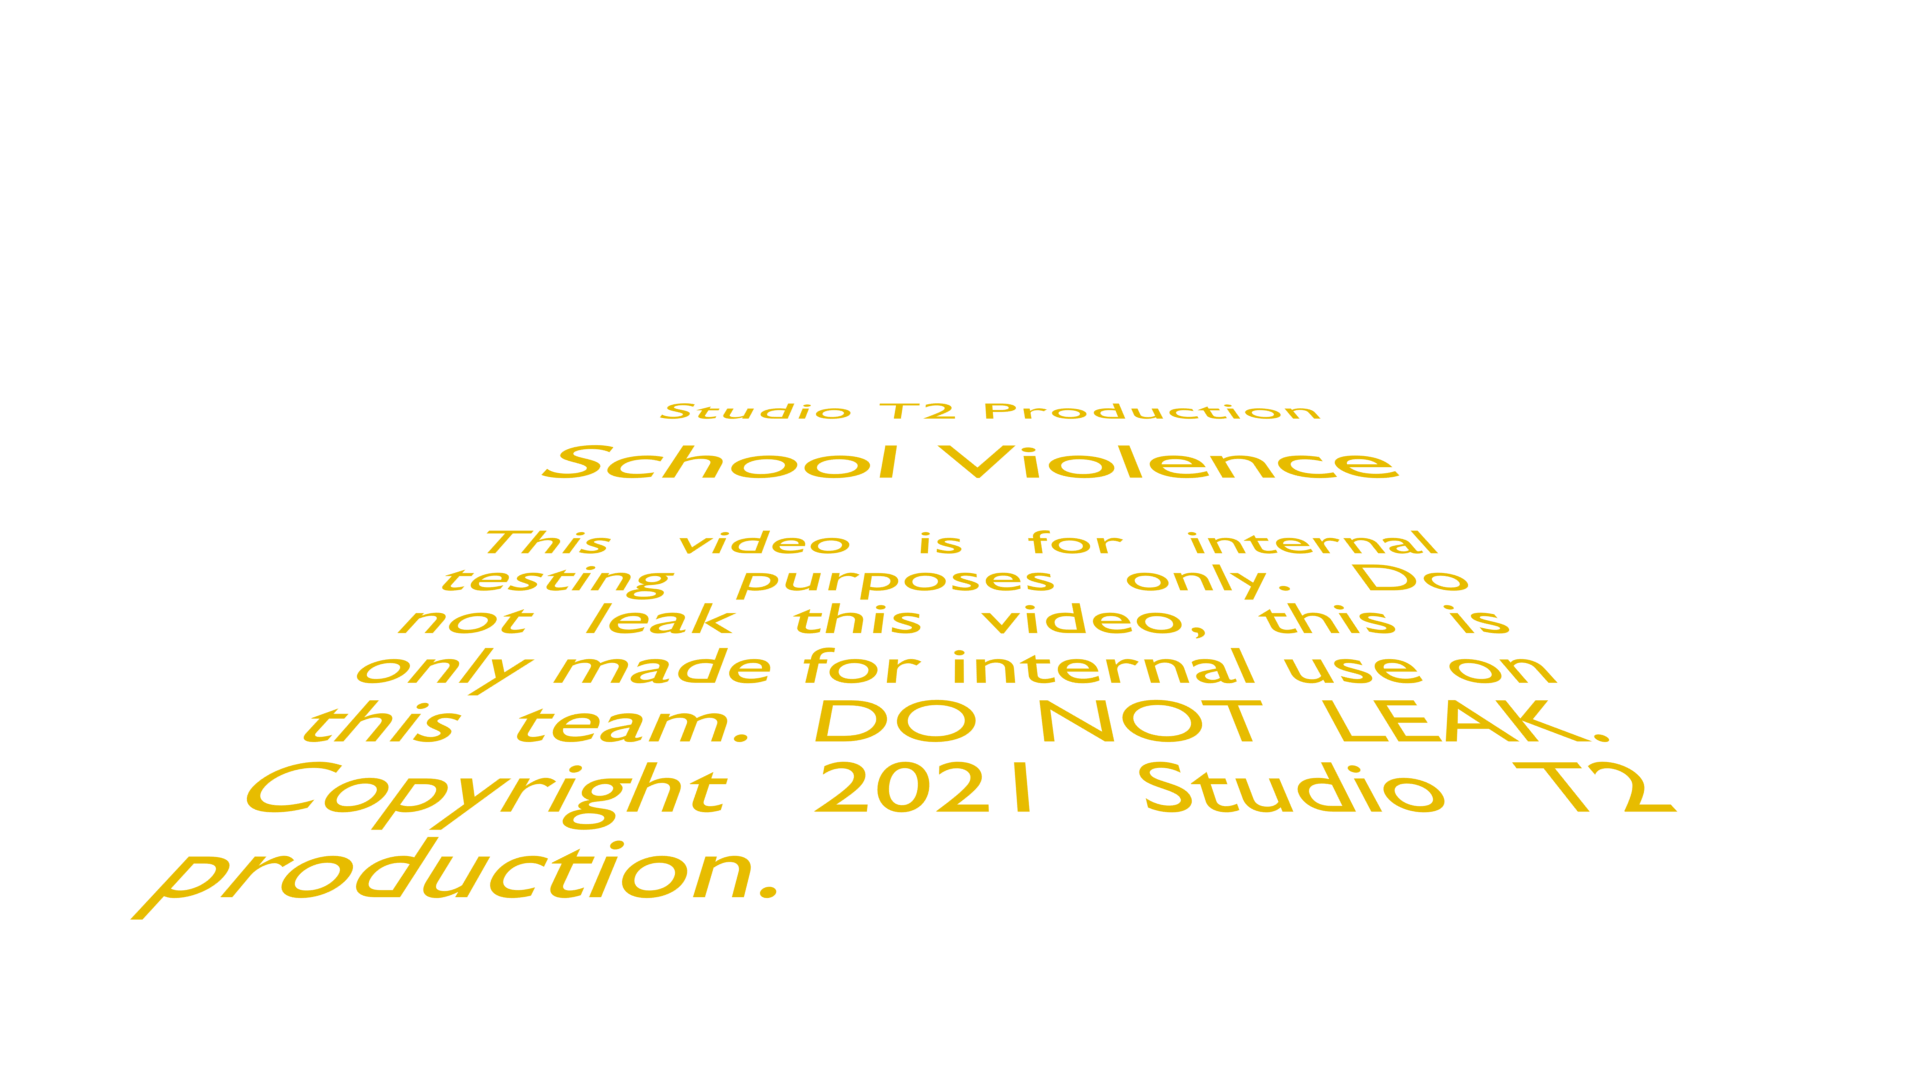 Studio T2 Production
School Violence
This video is for internal
testing purposes only. Do
not leak this video, this is
only made for internal use on
this team. DO NOT LEAK.
Copyright 2021 Studio T2
production.